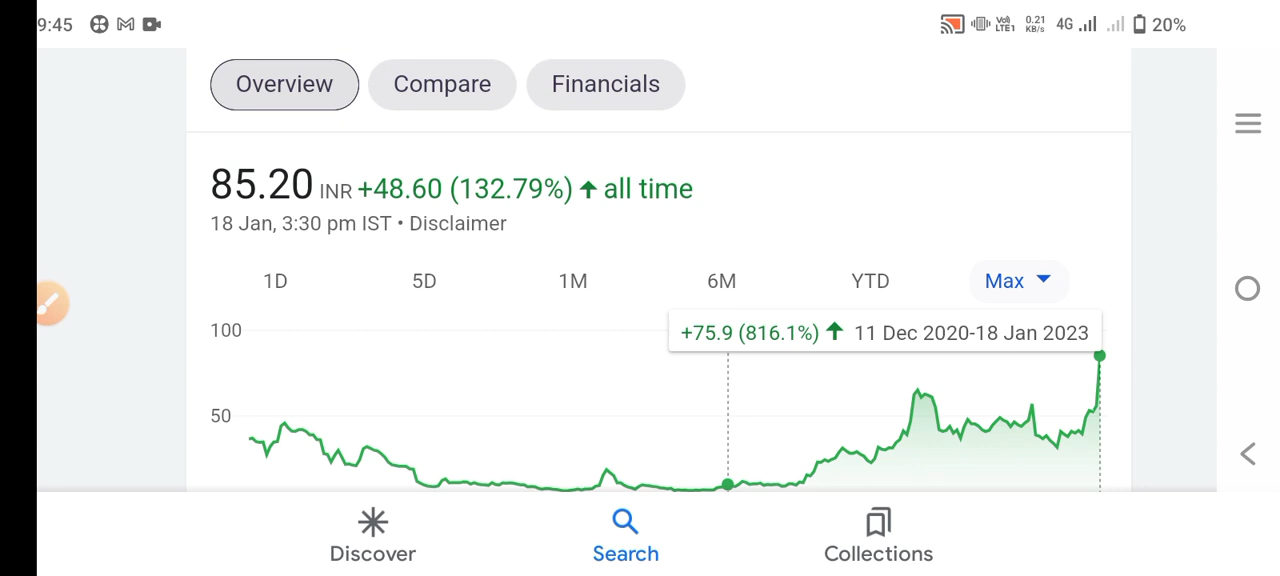 9:45 Vo) LTE1 0.21 KB/s 4G 20%
Overview Compare Financials
85.20 INR +48.60 (132.79%) ↑ all time
18 Jan, 3:30 pm IST • Disclaimer
1D 5D 1M 6M YTD Max
100 +75.9 (816.1%) ↑ 11 Dec 2020-18 Jan 2023
50
Discover Search Collections